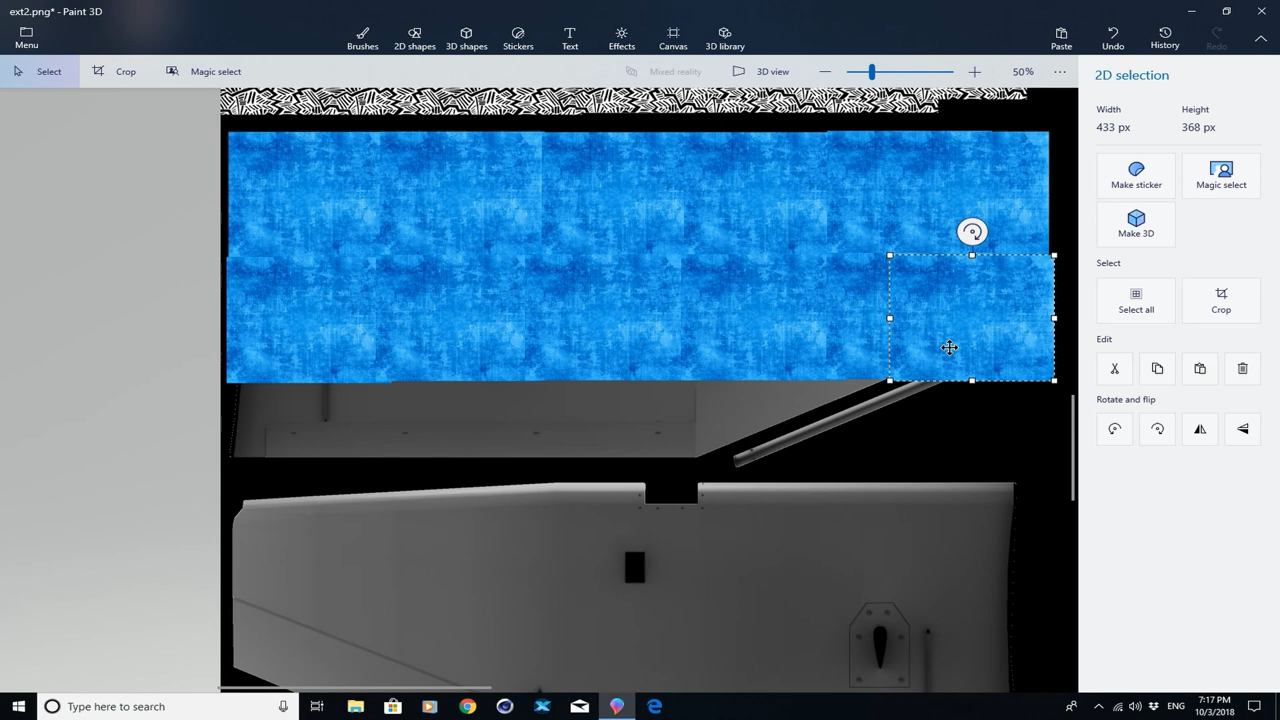 ext2.png* - Paint 3D
Menu
Brushes
2D shapes
3D shapes
Stickers
Text
Effects
Canvas
3D library
Paste
Undo
History
Redo
Select
Crop
Magic select
Mixed reality
3D view
50%
2D selection
Width
Height
433 px
368 px
Make sticker
Magic select
Make 3D
Select
Select all
Crop
Edit
Rotate and flip
Type here to search
7:17 PM
10/3/2018